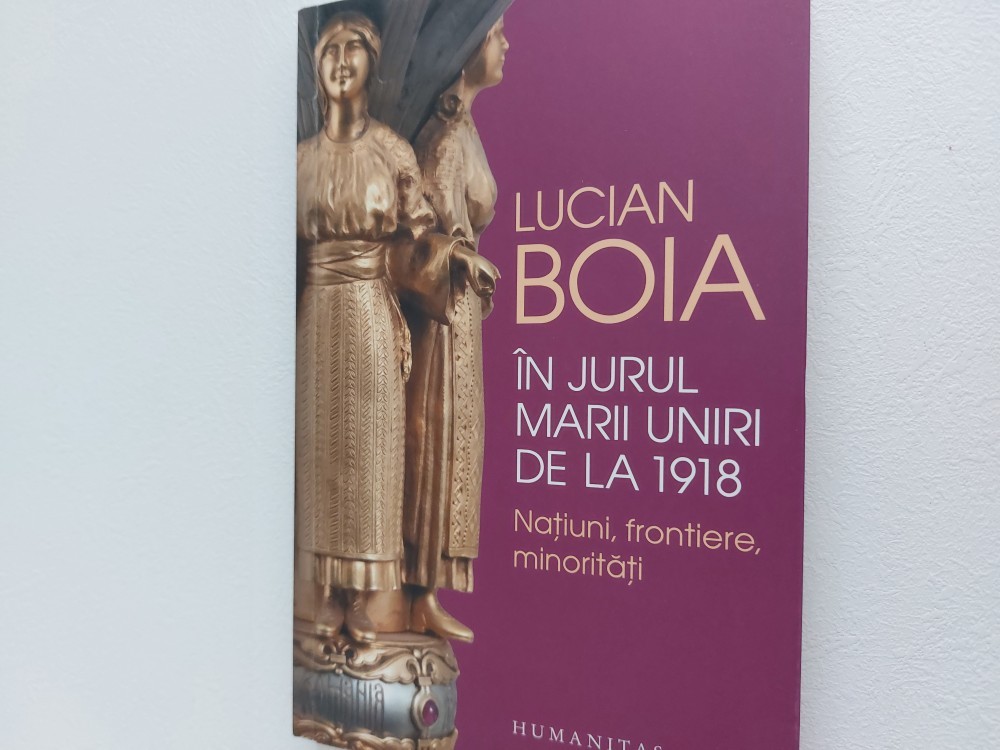 LUCIAN
BOIA
ÎN JURUL
MARII UNIRI
DE LA 1918
Națiuni, frontiere,
minorități
HUMANITAS